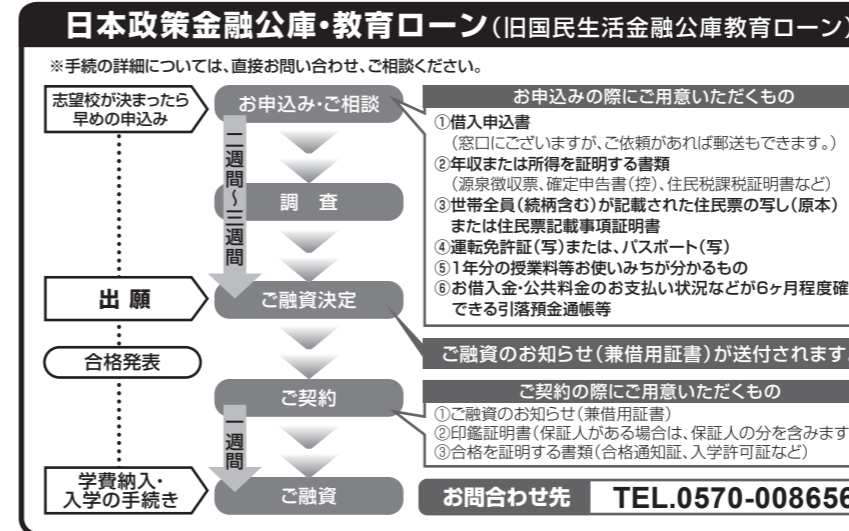 日本政策金融公庫・教育ローン(旧国民生活金融公庫教育ローン)
※手続の詳細については、直接お問い合わせ、ご相談ください。
志望校が決まったら
早めの申込み
お申込み・ご相談
二週間～三週間
調 査
出 願
ご融資決定
合格発表
ご契約
一週間
学費納入・
入学の手続き
ご融資
お申込みの際にご用意いただくもの
①借入申込書
(窓口にございますが、ご依頼があれば郵送もできます。)
②年収または所得を証明する書類
(源泉徴収票、確定申告書(控)、住民税課税証明書など)
③世帯全員(続柄含む)が記載された住民票の写し(原本)
または住民票記載事項証明書
④運転免許証(写)または、パスポート(写)
⑤1年分の授業料等お使いみちが分かるもの
⑥お借入金・公共料金のお支払い状況などが6ヶ月程度確
できる引落預金通帳等
ご融資のお知らせ(兼借用証書)が送付されます。
ご契約の際にご用意いただくもの
①ご融資のお知らせ(兼借用証書)
②印鑑証明書(保証人がある場合は、保証人の分を含みます
③合格を証明する書類(合格通知証、入学許可証など)
お問合わせ先 TEL.0570-008656